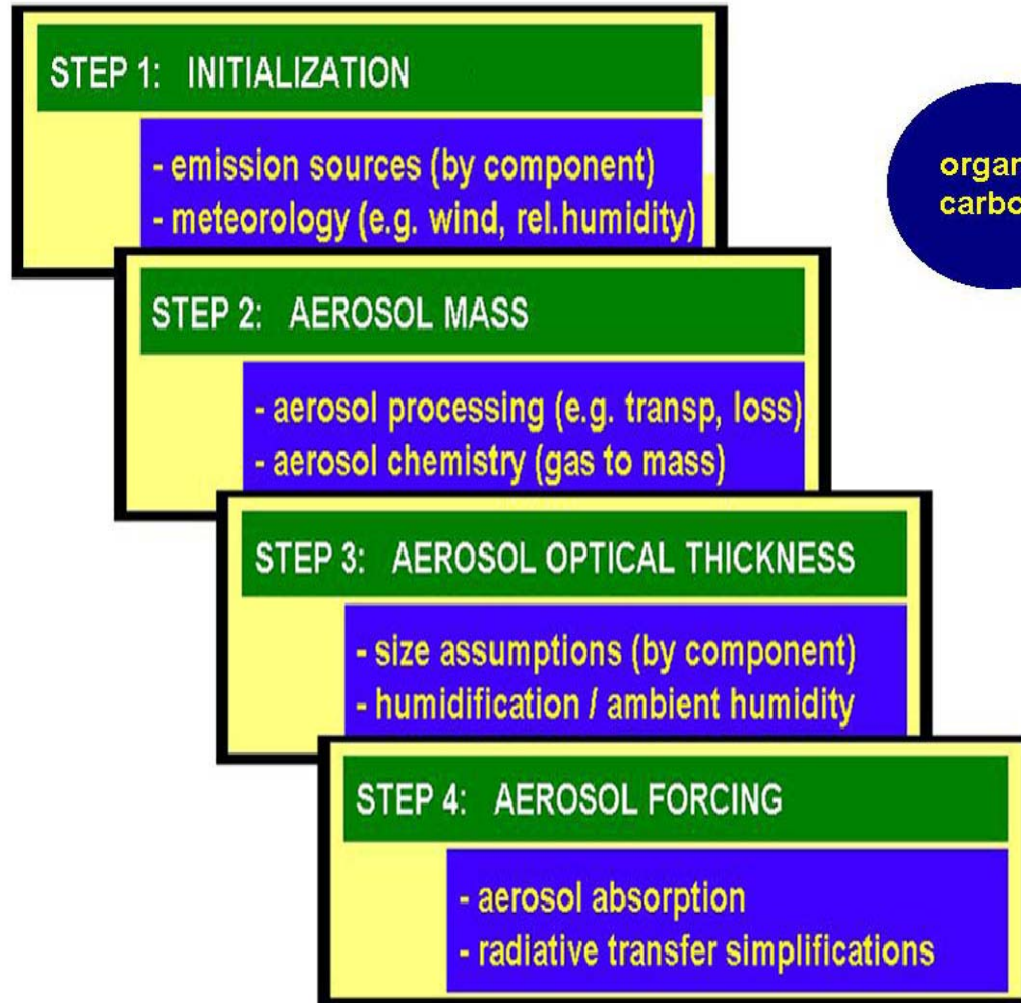 STEP 1: INITIALIZATION
- emission sources (by component)
- meteorology (e.g. wind, rel.humidity)
STEP 2: AEROSOL MASS
- aerosol processing (e.g. transp, loss)
- aerosol chemistry (gas to mass)
STEP 3: AEROSOL OPTICAL THICKNESS
- size assumptions (by component)
- humidification / ambient humidity
STEP 4: AEROSOL FORCING
- aerosol absorption
- radiative transfer simplifications